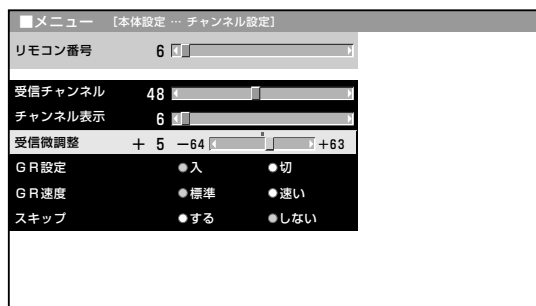 ■メニュー [本体設定 … チャンネル設定]
リモコン番号 6
受信チャンネル 48
チャンネル表示 6
受信微調整 + 5 −64 +63
GR設定 ●入 ●切
GR速度 ●標準 ●速い
スキップ ●する ●しない